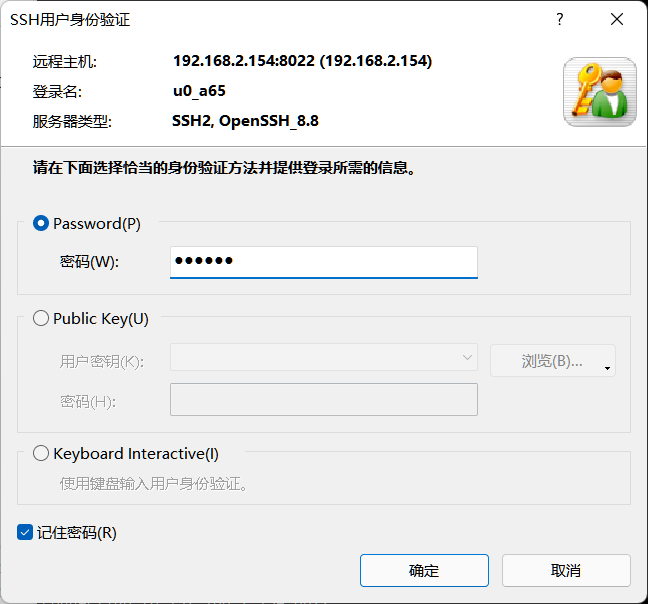 SSH用户身份验证
远程主机: 192.168.2.154:8022 (192.168.2.154)
登录名: u0_a65
服务器类型: SSH2, OpenSSH_8.8
请在下面选择恰当的身份验证方法并提供登录所需的信息。
Password(P)
密码(W): ●●●●●●
Public Key(U)
用户密钥(K): 浏览(B)...
密码(H):
Keyboard Interactive(I)
使用键盘输入用户身份验证。
记住密码(R)
确定 取消